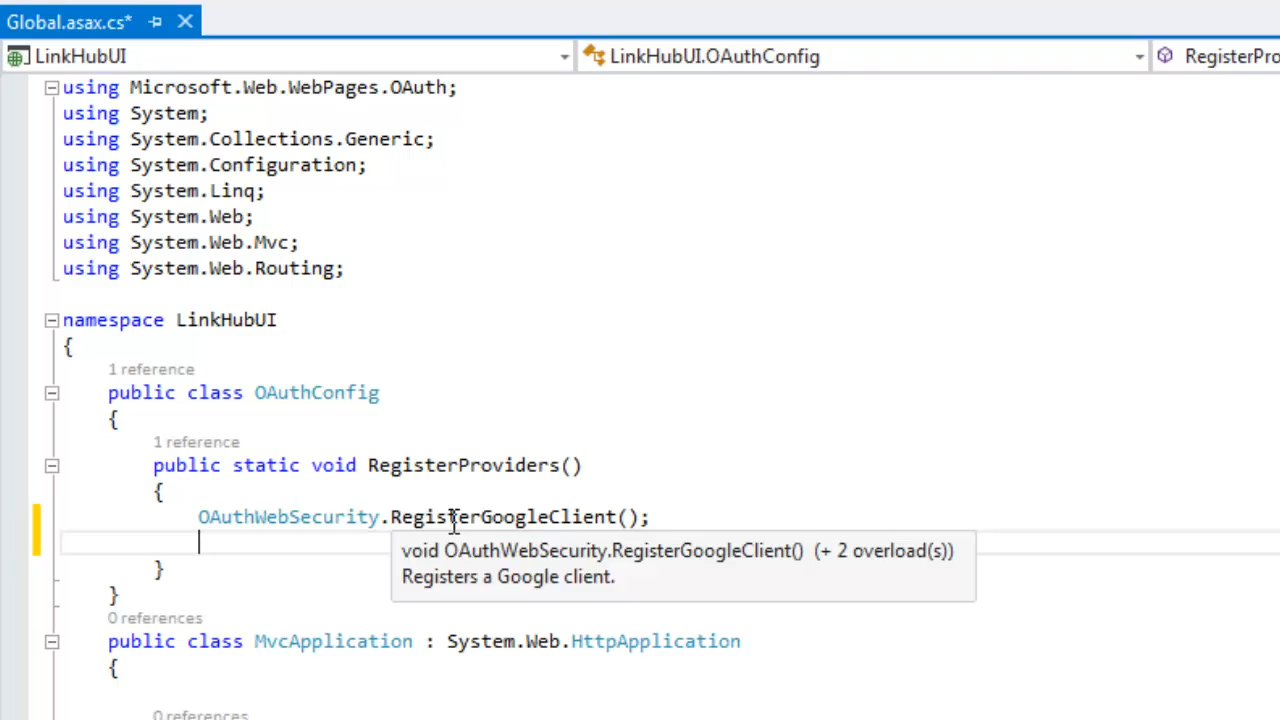 Global.asax.cs*
LinkHubUI LinkHubUI.OAuthConfig RegisterPro
using Microsoft.Web.WebPages.OAuth;
using System;
using System.Collections.Generic;
using System.Configuration;
using System.Linq;
using System.Web;
using System.Web.Mvc;
using System.Web.Routing;
namespace LinkHubUI
{
1 reference
public class OAuthConfig
{
1 reference
public static void RegisterProviders()
{
OAuthWebSecurity.RegisterGoogleClient();
void OAuthWebSecurity.RegisterGoogleClient() (+ 2 overload(s))
Registers a Google client.
}
}
0 references
public class MvcApplication : System.Web.HttpApplication
{
0 references